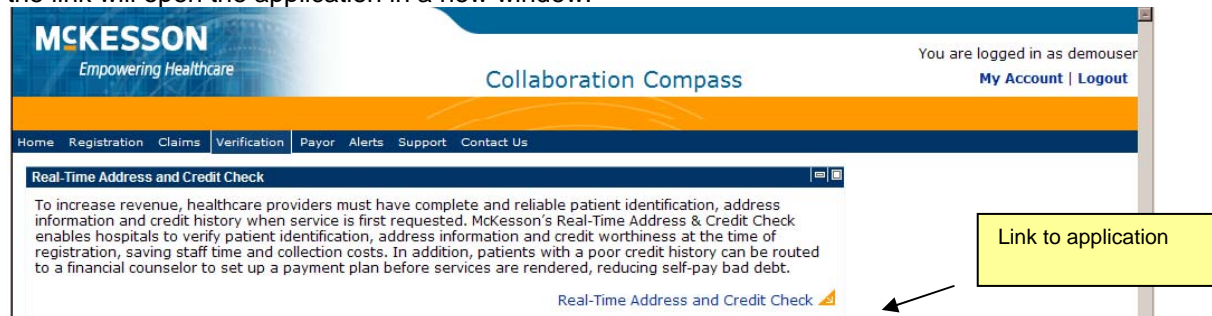 the link will open the application in a new window.
MCKESSON
Empowering Healthcare
Collaboration Compass
You are logged in as demouser
My Account | Logout
Home Registration Claims Verification Payor Alerts Support Contact Us
Real-Time Address and Credit Check
To increase revenue, healthcare providers must have complete and reliable patient identification, address
information and credit history when service is first requested. McKesson's Real-Time Address & Credit Check
enables hospitals to verify patient identification, address information and credit worthiness at the time of
registration, saving staff time and collection costs. In addition, patients with a poor credit history can be routed
to a financial counselor to set up a payment plan before services are rendered, reducing self-pay bad debt.
Real-Time Address and Credit Check
Link to application